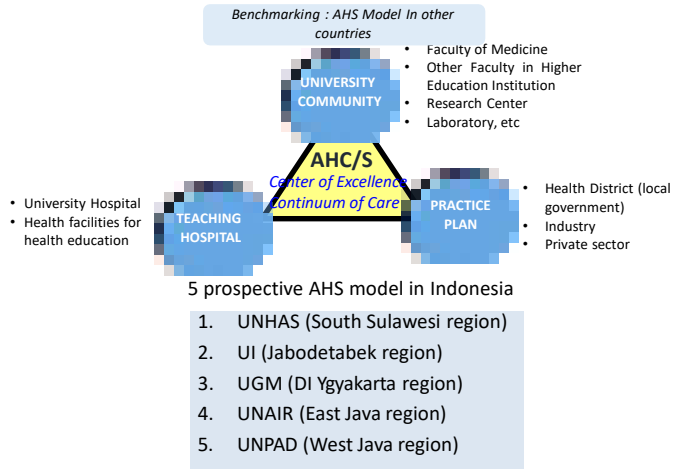 Benchmarking : AHS Model In other
countries
UNIVERSITY
COMMUNITY
• Faculty of Medicine
• Other Faculty in Higher
Education Institution
• Research Center
• Laboratory, etc
AHC/S
Center of Excellence
Continuum of Care
• University Hospital
• Health facilities for
health education
TEACHING
HOSPITAL
PRACTICE
PLAN
• Health District (local
government)
• Industry
• Private sector
5 prospective AHS model in Indonesia
1. UNHAS (South Sulawesi region)
2. UI (Jabodetabek region)
3. UGM (DI Ygyakarta region)
4. UNAIR (East Java region)
5. UNPAD (West Java region)